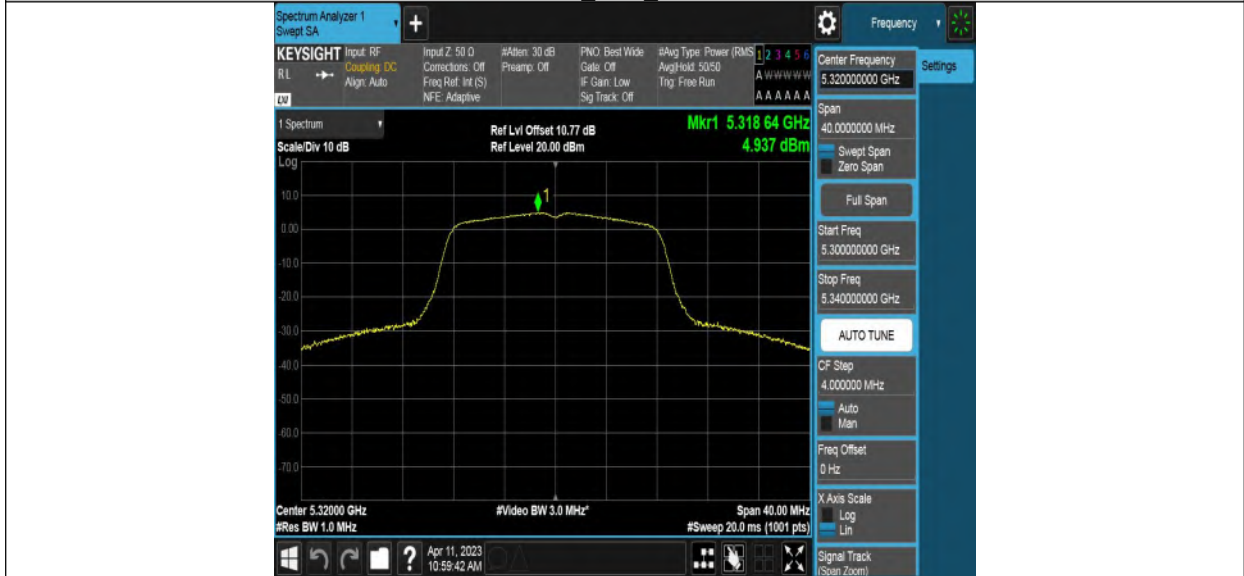 Spectrum Analyzer 1
Swept SA
+
Frequency
KEYSIGHT
RL
LXI
Input: RF
Coupling: DC
Align: Auto
Input Z: 50 Ω
Corrections: Off
Freq Ref: Int (S)
NFE: Adaptive
#Atten: 30 dB
Preamp: Off
PNO: Best Wide
Gate: Off
IF Gain: Low
Sig Track: Off
#Avg Type: Power (RMS
Avg|Hold: 50/50
Trig: Free Run
1 2 3 4 5 6
A W W W W W
A A A A A A
1 Spectrum
Scale/Div 10 dB
Ref Lvl Offset 10.77 dB
Ref Level 20.00 dBm
Mkr1 5.318 64 GHz
4.937 dBm
Log
10.0
0.00
-10.0
-20.0
-30.0
-40.0
-50.0
-60.0
-70.0
1
Center 5.32000 GHz
#Res BW 1.0 MHz
#Video BW 3.0 MHz*
Span 40.00 MHz
#Sweep 20.0 ms (1001 pts)
?
Apr 11, 2023
10:59:42 AM
Center Frequency
5.320000000 GHz
Settings
Span
40.0000000 MHz
Swept Span
Zero Span
Full Span
Start Freq
5.300000000 GHz
Stop Freq
5.340000000 GHz
AUTO TUNE
CF Step
4.000000 MHz
Auto
Man
Freq Offset
0 Hz
X Axis Scale
Log
Lin
Signal Track
(Span Zoom)